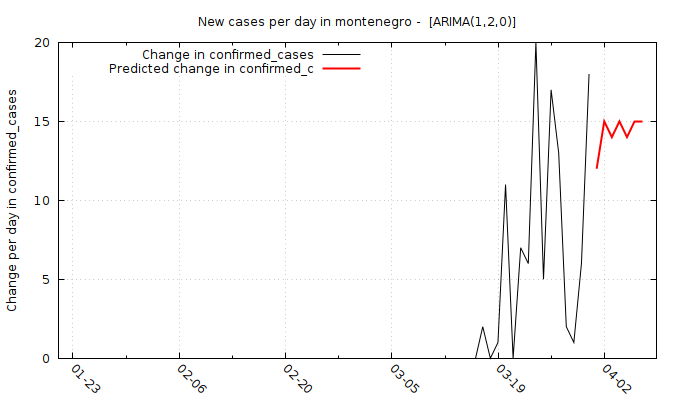 New cases per day in montenegro -  [ARIMA(1,2,0)]
Change in confirmed_cases
Predicted change in confirmed_c
Change per day in confirmed_cases
20
15
10
5
0
01-23
02-06
02-20
03-05
03-19
04-02